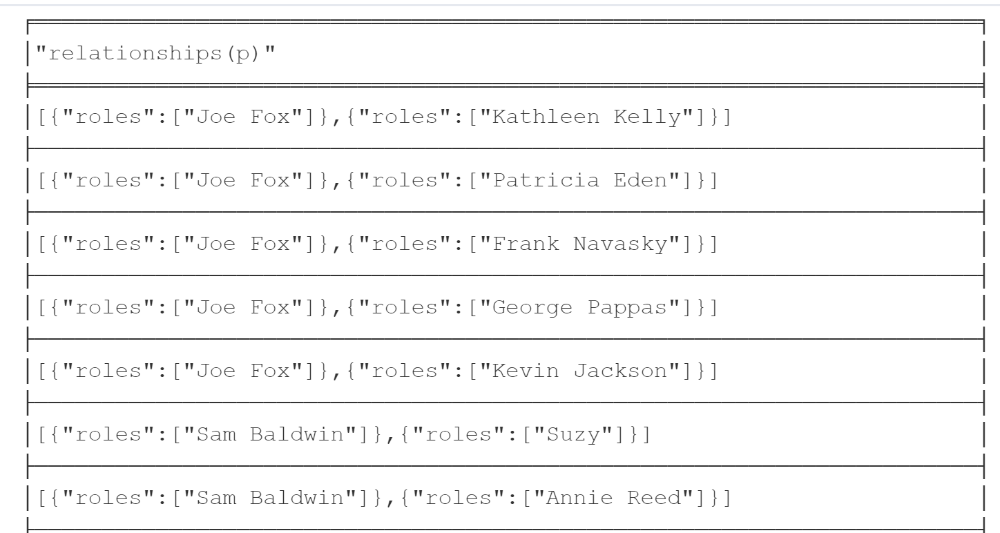 "relationships(p)"
[{"roles":["Joe Fox"]},{"roles":["Kathleen Kelly"]}]
[{"roles":["Joe Fox"]},{"roles":["Patricia Eden"]}]
[{"roles":["Joe Fox"]},{"roles":["Frank Navasky"]}]
[{"roles":["Joe Fox"]},{"roles":["George Pappas"]}]
[{"roles":["Joe Fox"]},{"roles":["Kevin Jackson"]}]
[{"roles":["Sam Baldwin"]},{"roles":["Suzy"]}]
[{"roles":["Sam Baldwin"]},{"roles":["Annie Reed"]}]